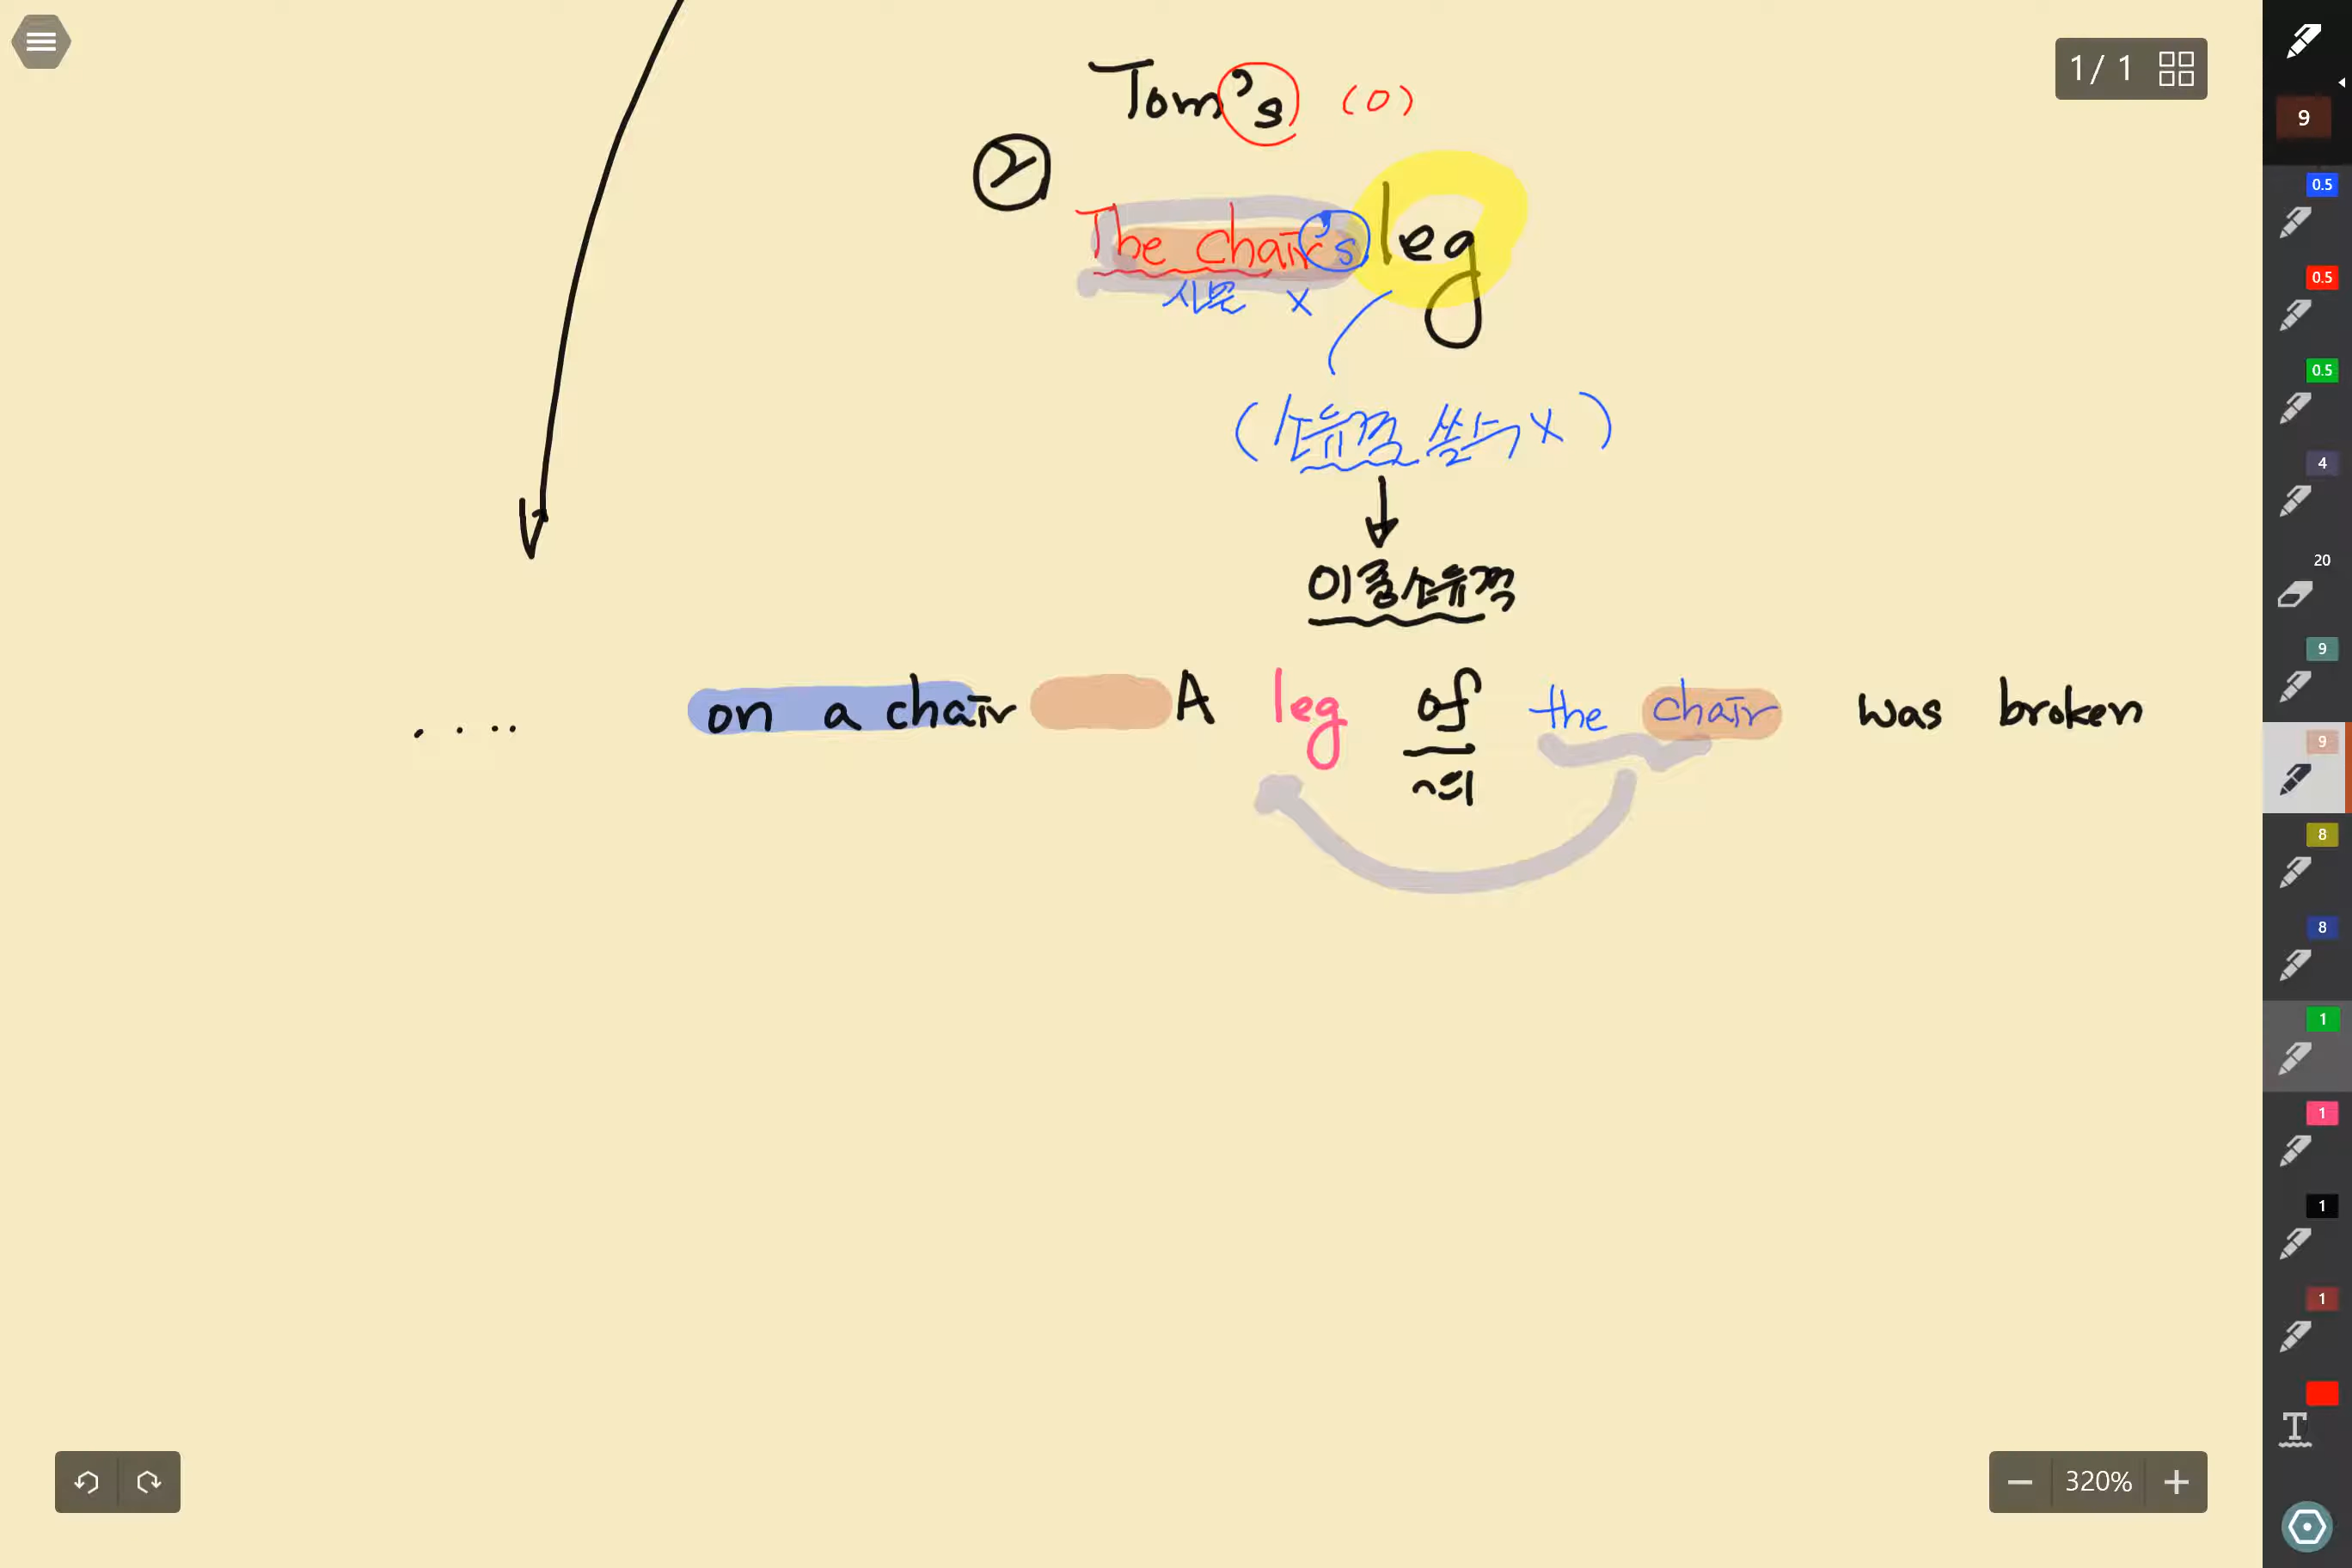 1 / 1
Tom's (O)
②
The chair's leg
사물 X
(소유격 쓸 수 X)
이중소유격
.... on a chair A leg of the chair was broken
~의
9
0.5
0.5
0.5
4
20
9
9
8
8
1
1
1
1
T
320%